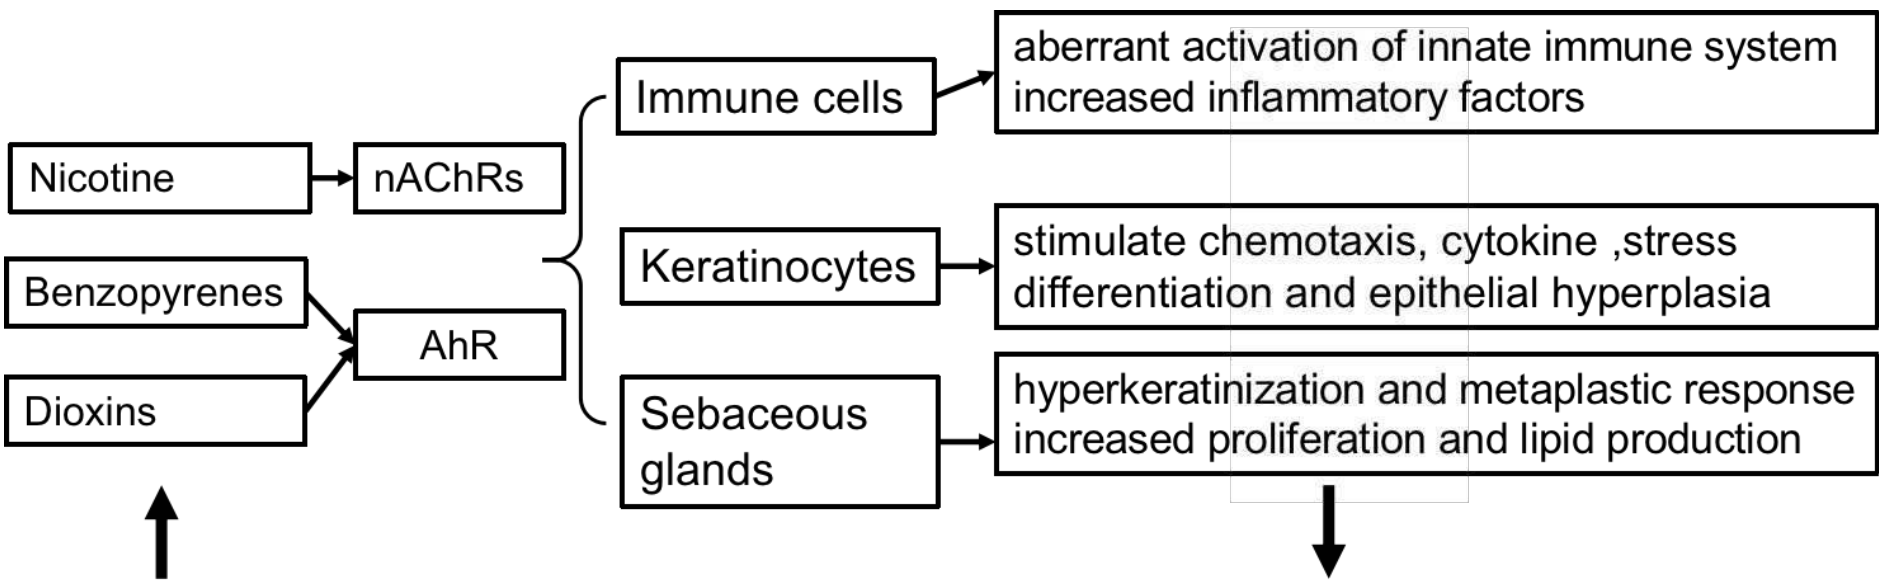 Nicotine
nAChRs
Benzopyrenes
AhR
Dioxins
Immune cells
aberrant activation of innate immune system
increased inflammatory factors
Keratinocytes
stimulate chemotaxis, cytokine ,stress
differentiation and epithelial hyperplasia
Sebaceous
glands
hyperkeratinization and metaplastic response
increased proliferation and lipid production